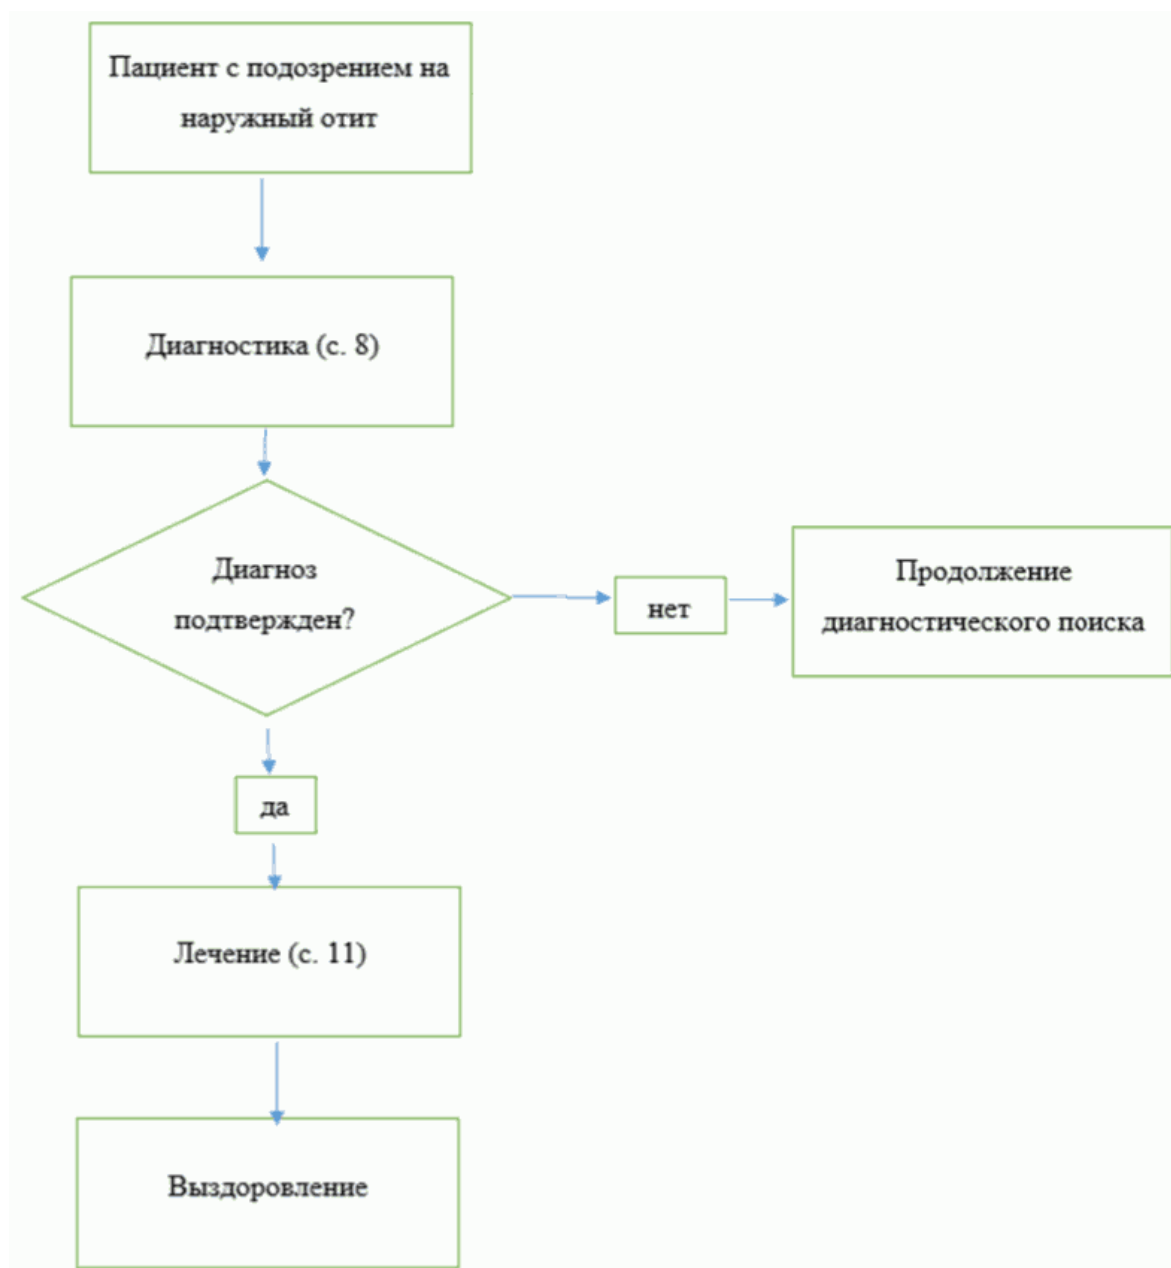 Пациент с подозрением на
наружный отит
Диагностика (с. 8)
Диагноз
подтвержден?
нет
Продолжение
диагностического поиска
да
Лечение (с. 11)
Выздоровление